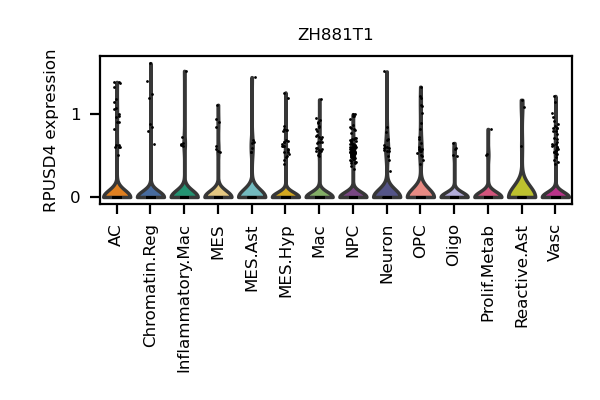 ZH881T1
RPUSD4 expression
1
0
AC
Chromatin.Reg
Inflammatory.Mac
MES
MES.Ast
MES.Hyp
Mac
NPC
Neuron
OPC
Oligo
Prolif.Metab
Reactive.Ast
Vasc